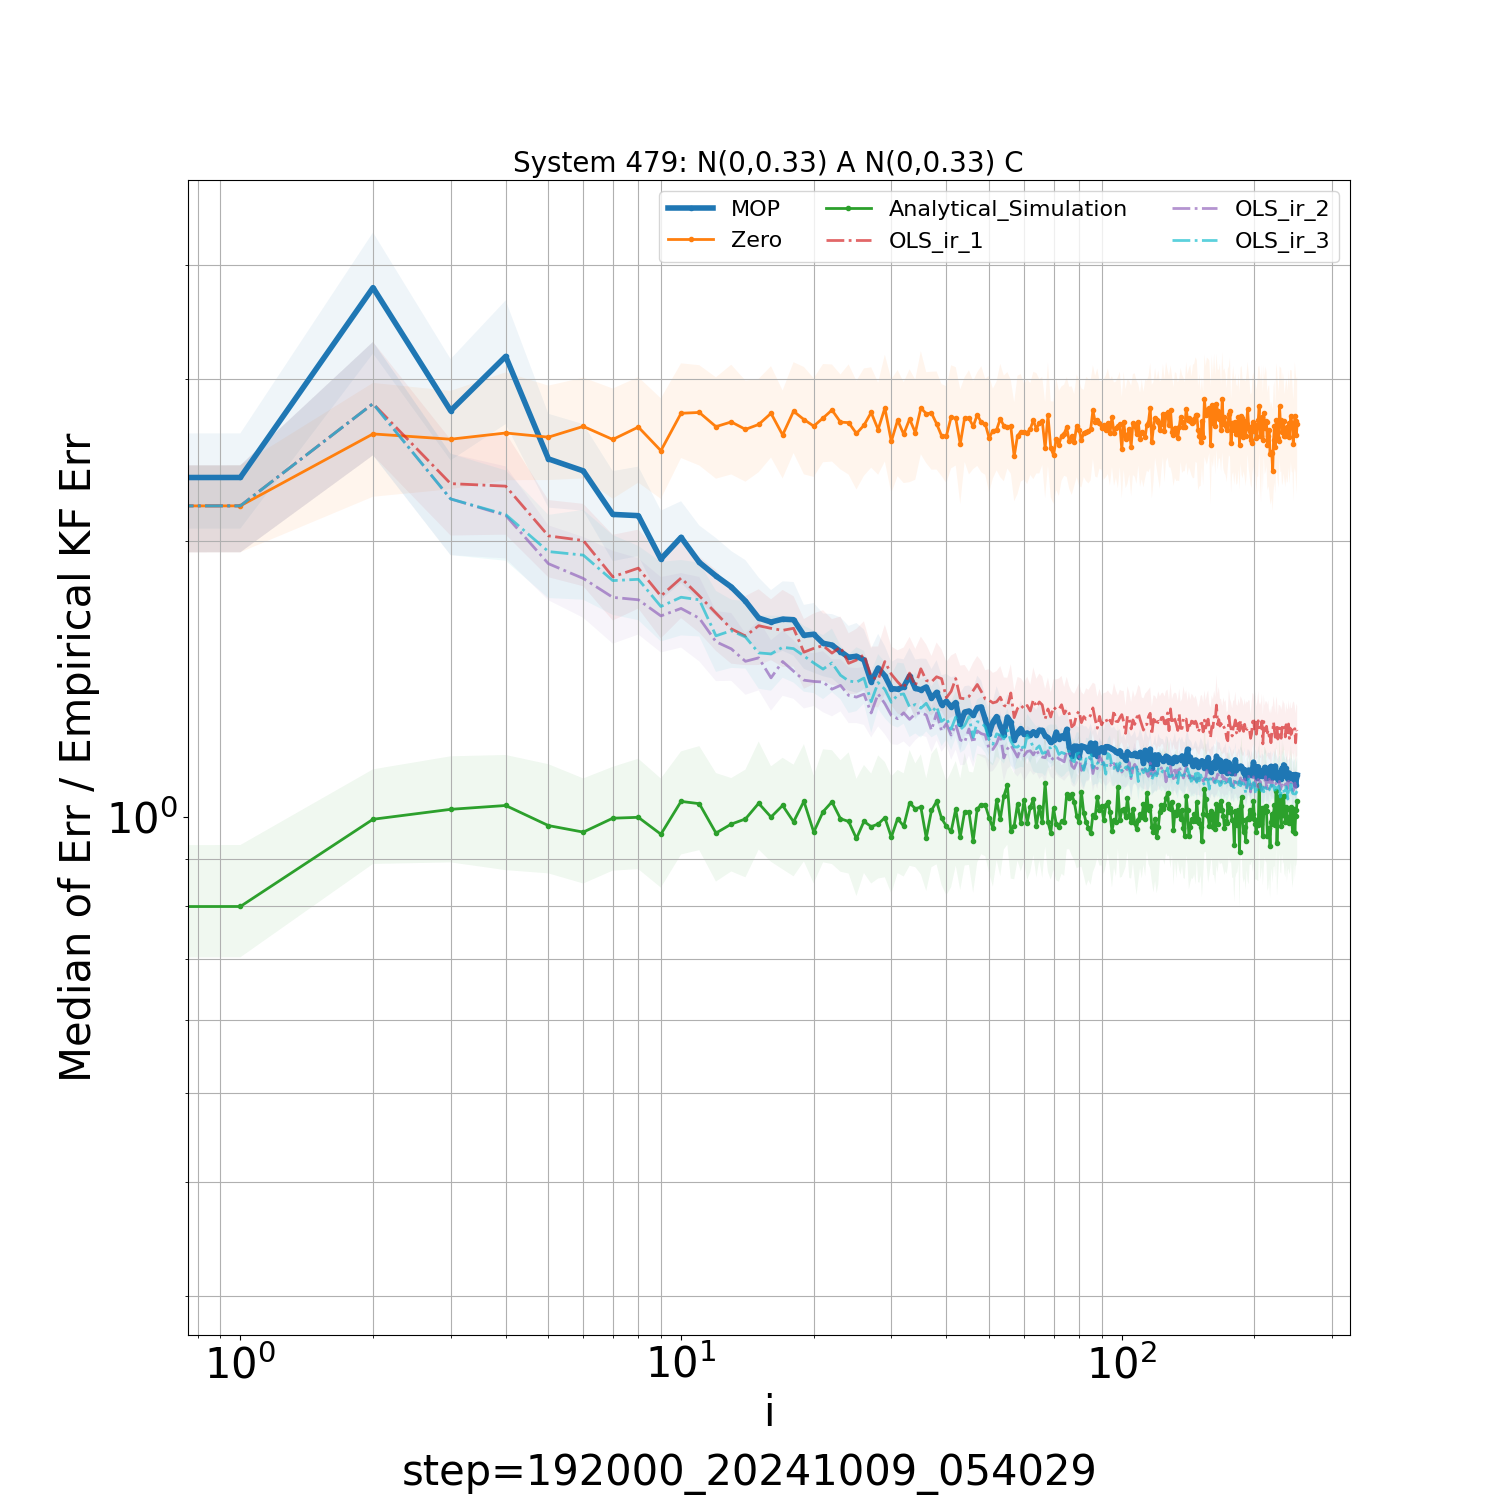 System 479: N(0,0.33) A N(0,0.33) C
MOP
Zero
Analytical_Simulation
OLS_ir_1
OLS_ir_2
OLS_ir_3
Median of Err / Empirical KF Err
10⁰
10⁰
10¹
10²
i
step=192000_20241009_054029